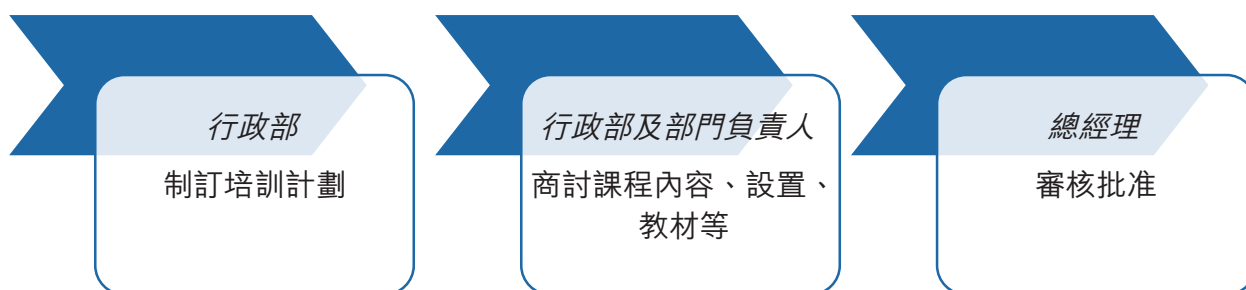 行政部
制訂培訓計劃
行政部及部門負責人
商討課程內容、設置、
教材等
總經理
審核批准